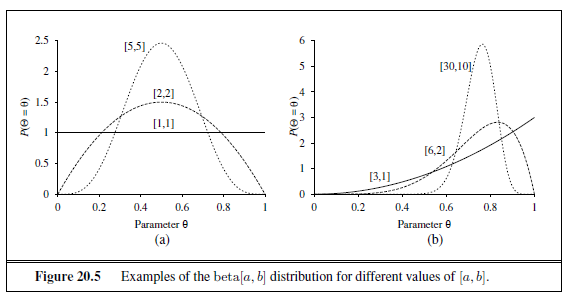 2.5
2
1.5
1
0.5
0
P(Θ = θ)
[5,5]
[2,2]
[1,1]
0 0.2 0.4 0.6 0.8 1
Parameter θ
(a)
6
5
4
3
2
1
0
P(Θ = θ)
[30,10]
[6,2]
[3,1]
0 0.2 0.4 0.6 0.8 1
Parameter θ
(b)
Figure 20.5 Examples of the beta[a, b] distribution for different values of [a, b].